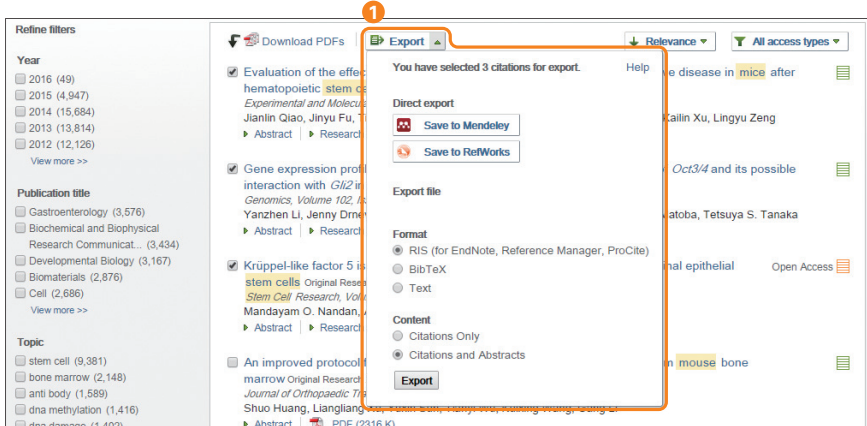 1
Refine filters
Year
2016 (49)
2015 (4,947)
2014 (15,684)
2013 (13,814)
2012 (12,126)
View more >>
Publication title
Gastroenterology (3,576)
Biochemical and Biophysical
Research Communicat... (3,434)
Developmental Biology (3,167)
Biomaterials (2,876)
Cell (2,686)
View more >>
Topic
stem cell (9,381)
bone marrow (2,148)
anti body (1,589)
dna methylation (1,416)
Download PDFs Export Relevance All access types
Evaluation of the effec
e disease in mice after
hematopoietic stem
Experimental and Molecu
Jianlin Qiao, Jinyu Fu,
Kailin Xu, Lingyu Zeng
Abstract Research
Gene expression prof
Oct3/4 and its possible
interaction with Gli2 in
Genomics, Volume 102,
Yanzhen Li, Jenny Drne
atoba, Tetsuya S. Tanaka
Abstract Research
Krüppel-like factor 5 is
nal epithelial Open Access
stem cells Original Resea
Stem Cell Research, Vol
Mandayam O. Nandan,
Abstract Research
An improved protocol
m mouse bone
marrow Original Research
Journal of Orthopaedic Tra
Shuo Huang, Liangliang
Abstract PDF (2316 K)
You have selected 3 citations for export. Help
Direct export
Save to Mendeley
Save to RefWorks
Export file
Format
RIS (for EndNote, Reference Manager, ProCite)
BibTeX
Text
Content
Citations Only
Citations and Abstracts
Export